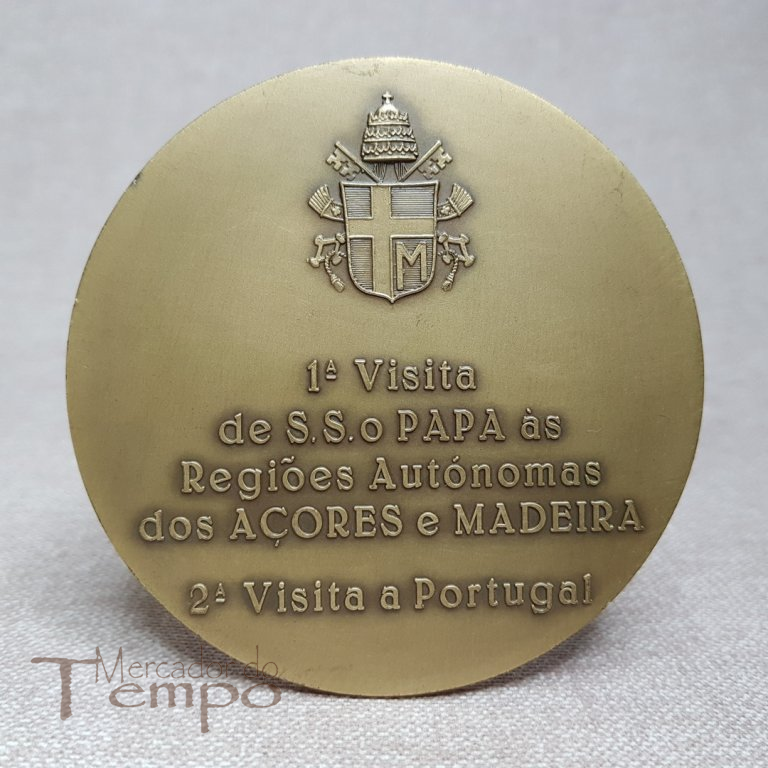 M
1ª Visita
de S.S. o PAPA às
Regiões Autónomas
dos AÇORES e MADEIRA
2ª Visita a Portugal
Mercador do
Tempo